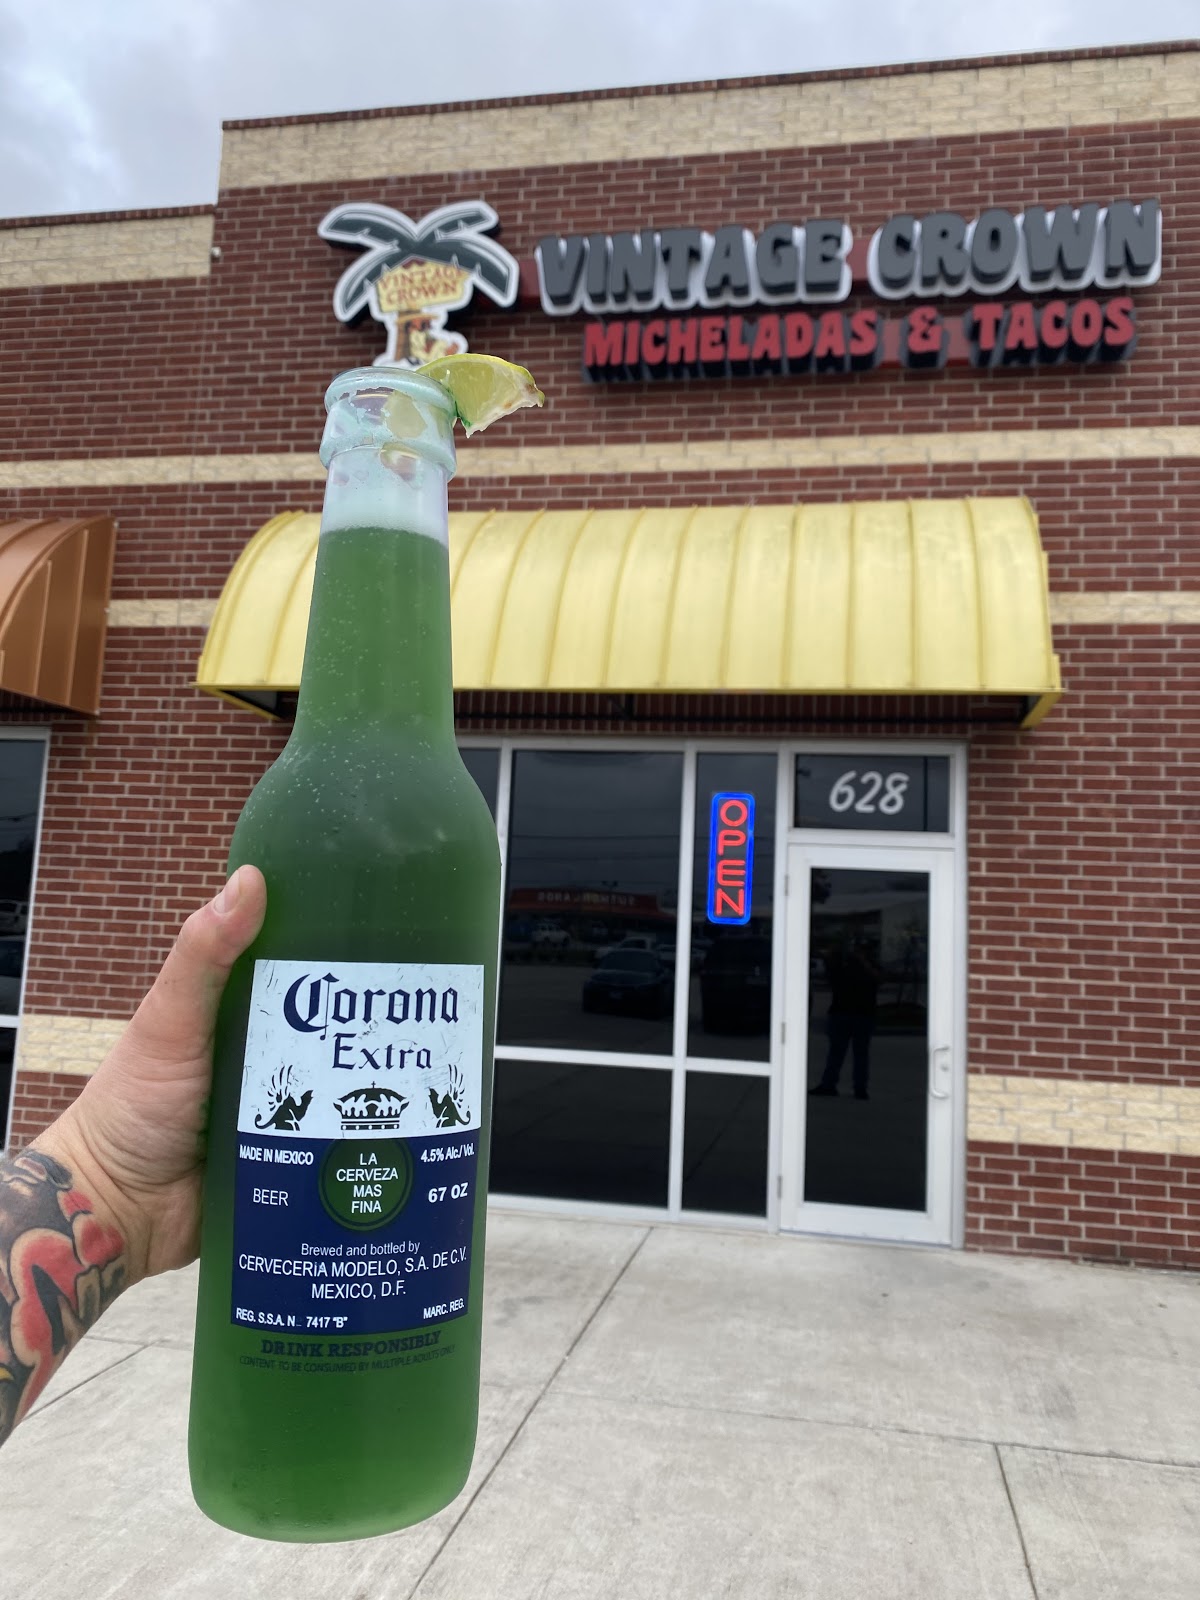 VINTAGE CROWN
MICHELADAS & TACOS
VINTAGE
CROWN
628
OPEN
Corona
Extra
MADE IN MEXICO
4.5% Alc./ Vol.
LA
CERVEZA
MAS
FINA
BEER
67 OZ
Brewed and bottled by
CERVECERIA MODELO, S.A. DE C.V.
MEXICO, D.F.
REG. S.S.A. N_ 7417 "B"
MARC. REG.
DRINK RESPONSIBLY
CONTENT TO BE CONSUMED BY MULTIPLE ADULTS ONLY